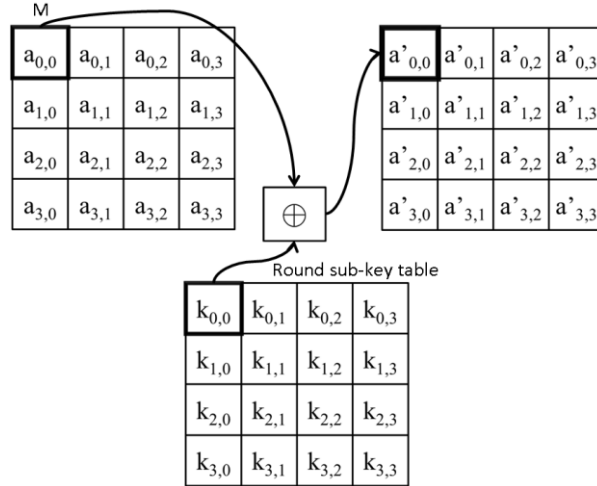 M
a0,0 a0,1 a0,2 a0,3
a1,0 a1,1 a1,2 a1,3
a2,0 a2,1 a2,2 a2,3
a3,0 a3,1 a3,2 a3,3
a'0,0 a'0,1 a'0,2 a'0,3
a'1,0 a'1,1 a'1,2 a'1,3
a'2,0 a'2,1 a'2,2 a'2,3
a'3,0 a'3,1 a'3,2 a'3,3
⊕
Round sub-key table
k0,0 k0,1 k0,2 k0,3
k1,0 k1,1 k1,2 k1,3
k2,0 k2,1 k2,2 k2,3
k3,0 k3,1 k3,2 k3,3